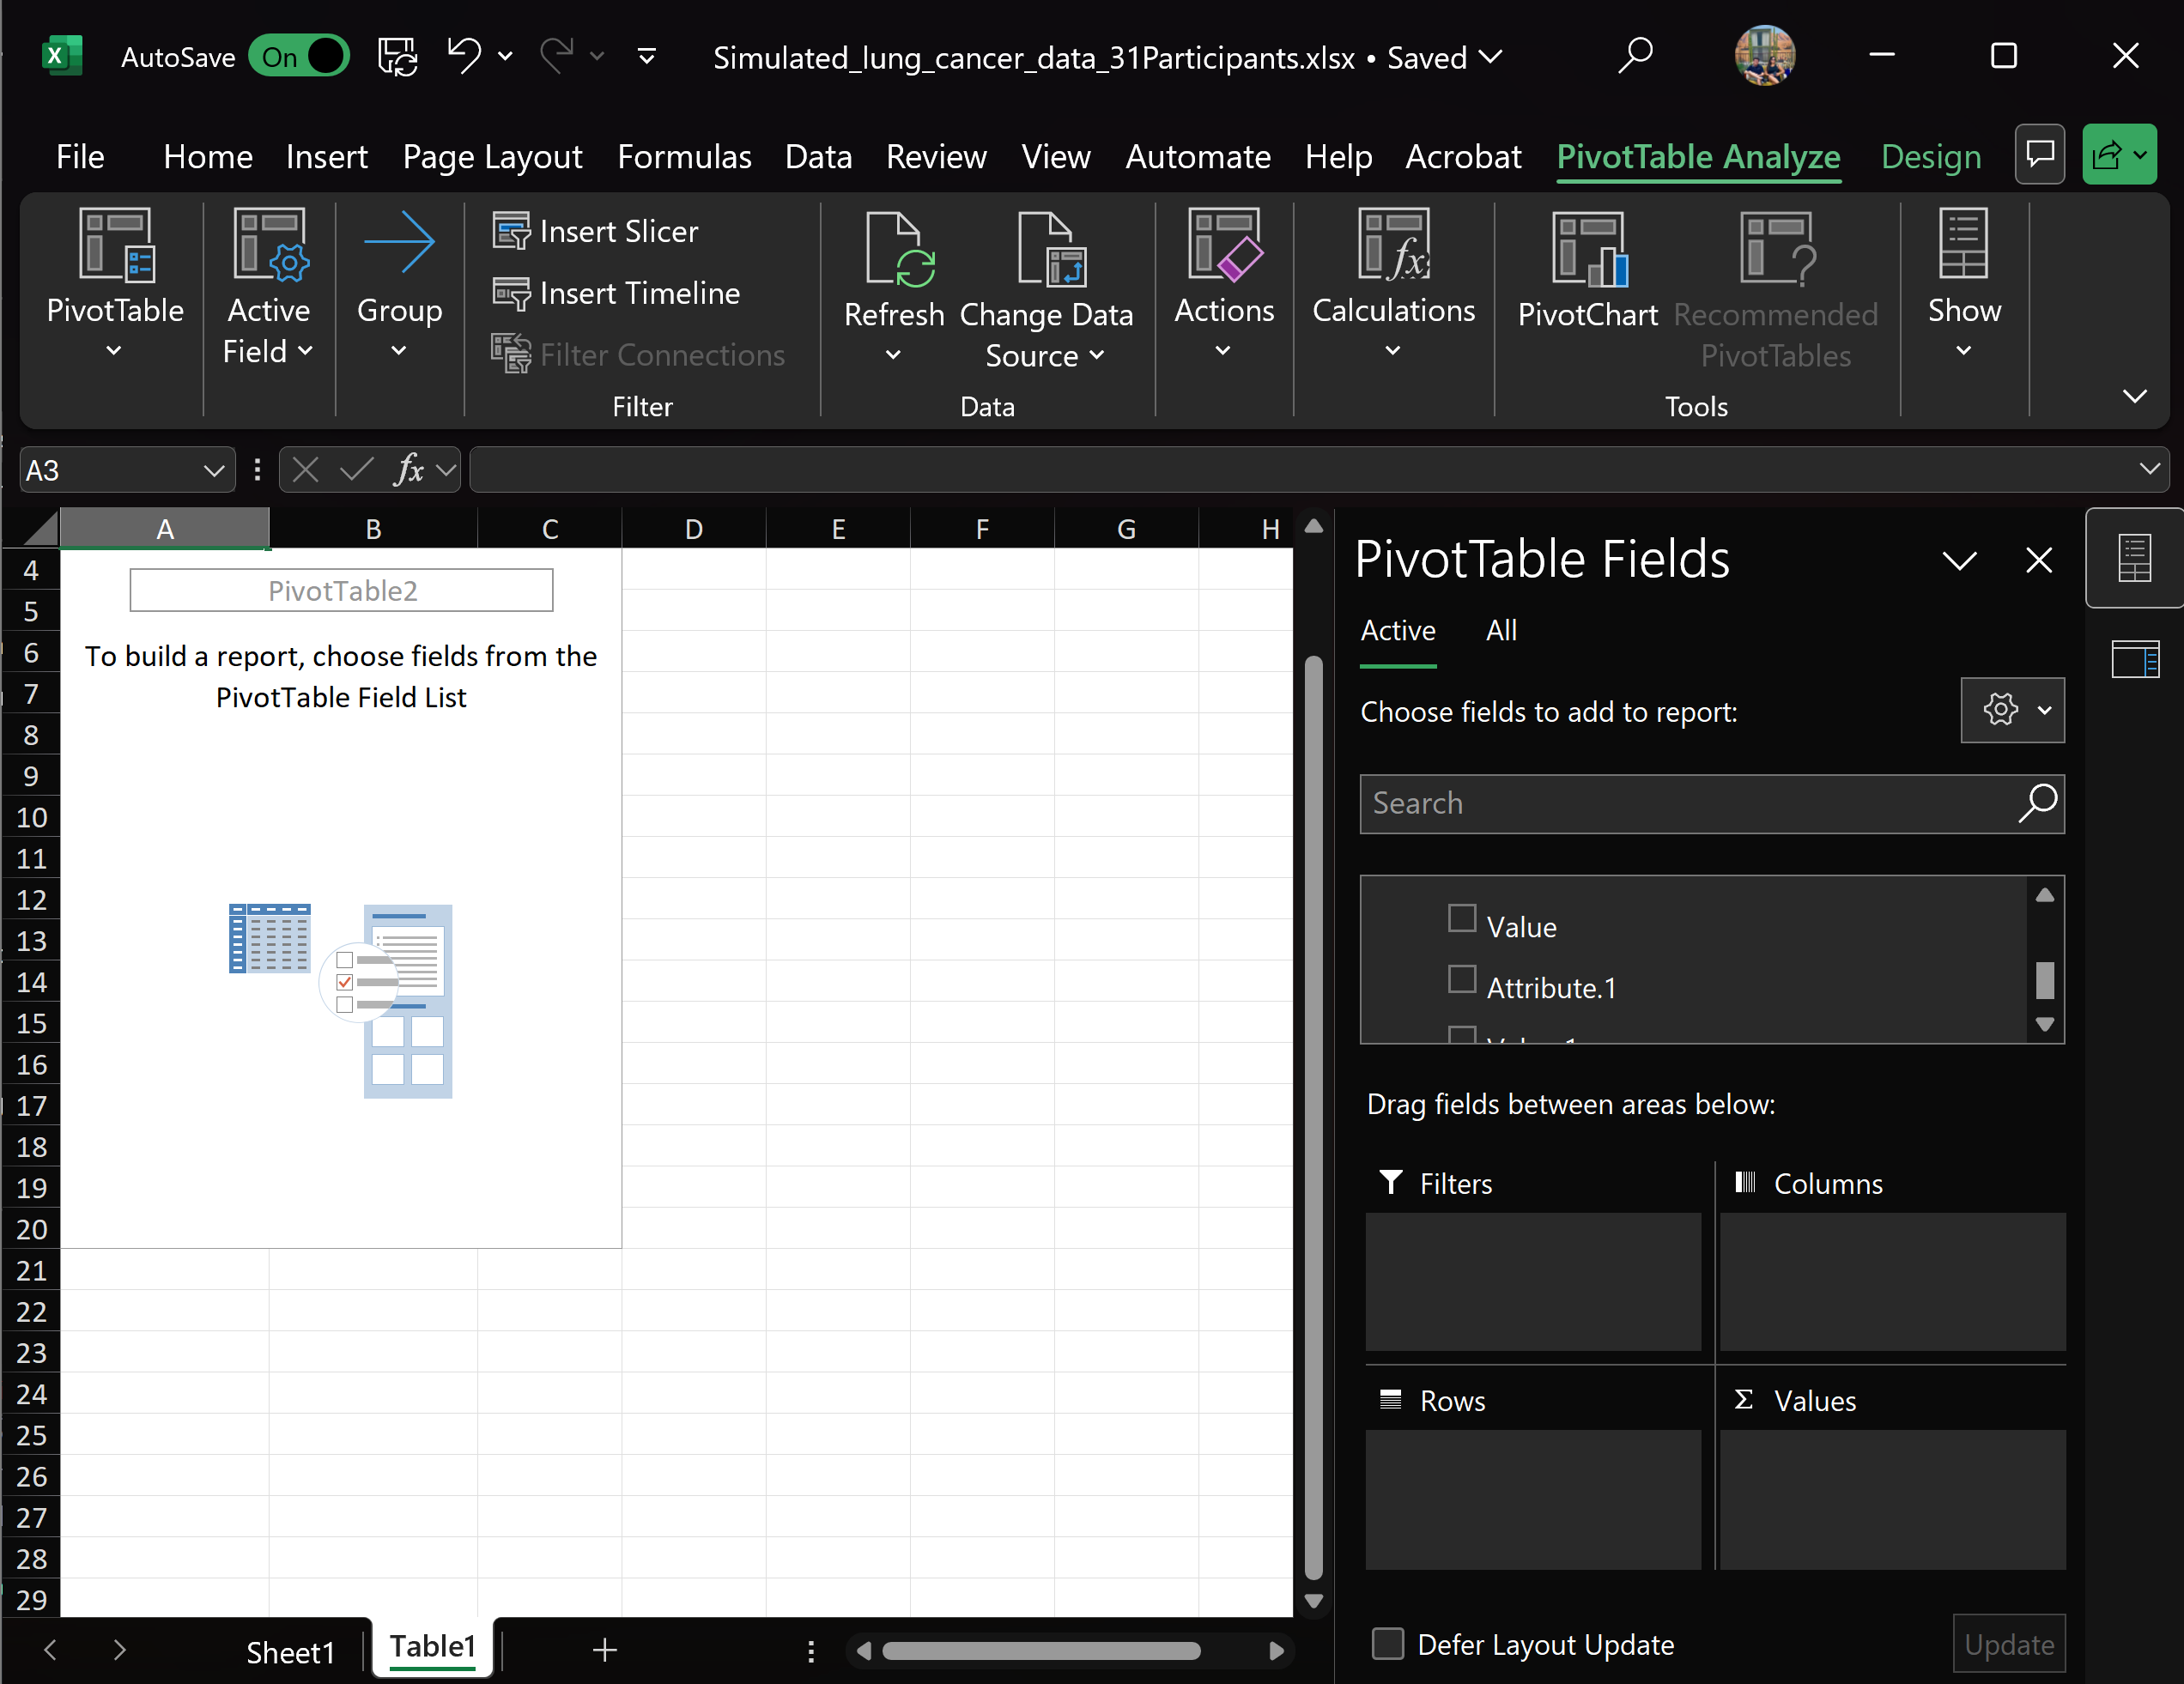 AutoSave On Simulated_lung_cancer_data_31Participants.xlsx • Saved
File Home Insert Page Layout Formulas Data Review View Automate Help Acrobat PivotTable Analyze Design
PivotTable
Active
Field
Group
Insert Slicer
Insert Timeline
Filter Connections
Filter
Refresh
Change Data
Source
Data
Actions
Calculations
PivotChart
Recommended
PivotTables
Tools
Show
A3 fx
A B C D E F G H
4
5
6
7
8
9
10
11
12
13
14
15
16
17
18
19
20
21
22
23
24
25
26
27
28
29
PivotTable2
To build a report, choose fields from the
PivotTable Field List
PivotTable Fields
Active All
Choose fields to add to report:
Search
Value
Attribute.1
Drag fields between areas below:
Filters
Columns
Rows
Σ Values
Sheet1 Table1
Defer Layout Update
Update